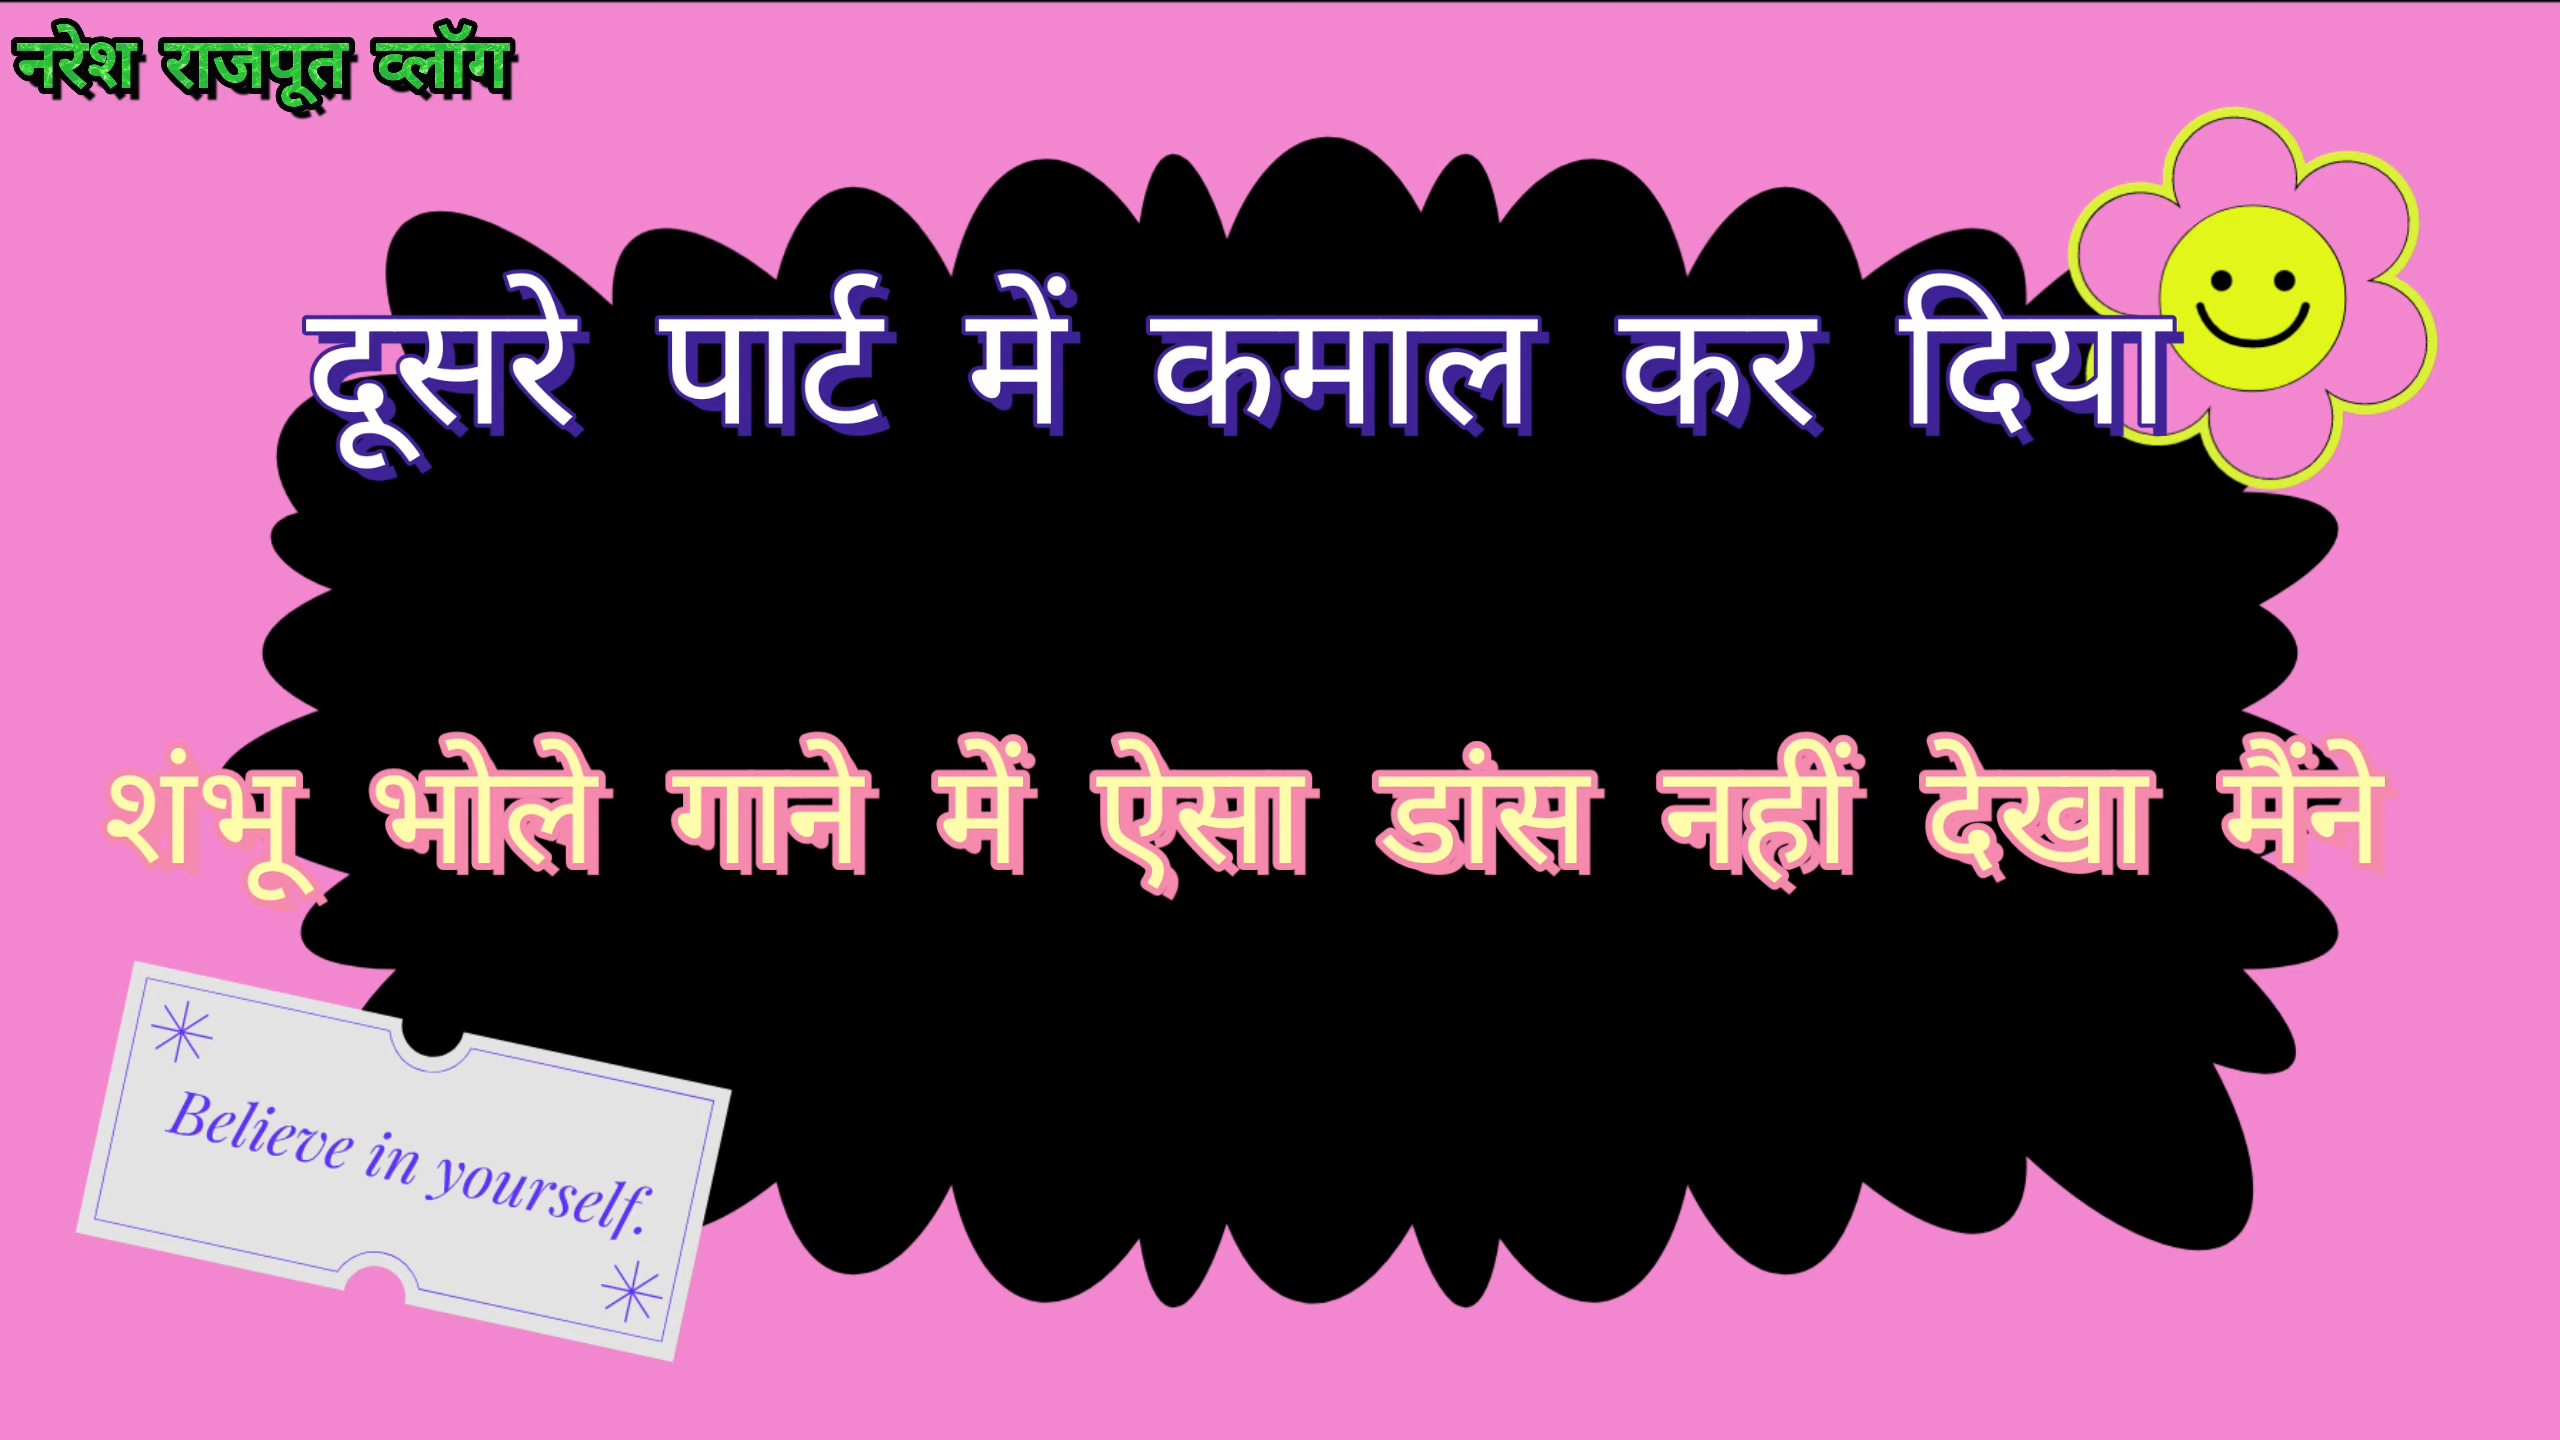 नरेश राजपूत व्लॉग
दूसरे पार्ट में कमाल कर दिया
शंभू भोले गाने में ऐसा डांस नहीं देखा मैंने
Believe in yourself.